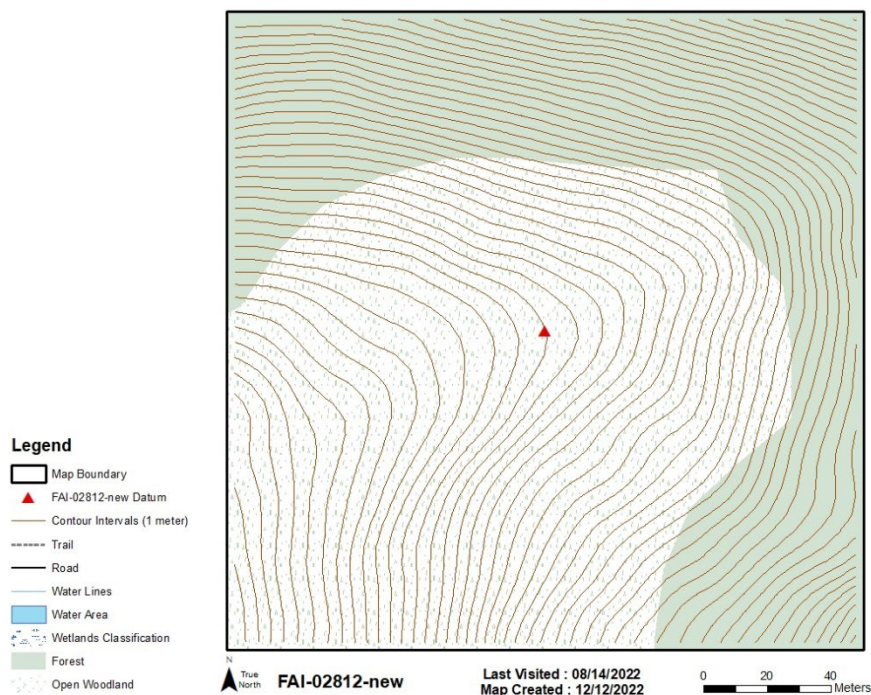 Legend
Map Boundary
FAI-02812-new Datum
Contour Intervals (1 meter)
Trail
Road
Water Lines
Water Area
Wetlands Classification
Forest
Open Woodland
N
True
North
FAI-02812-new
Last Visited : 08/14/2022
Map Created : 12/12/2022
0 20 40
Meters